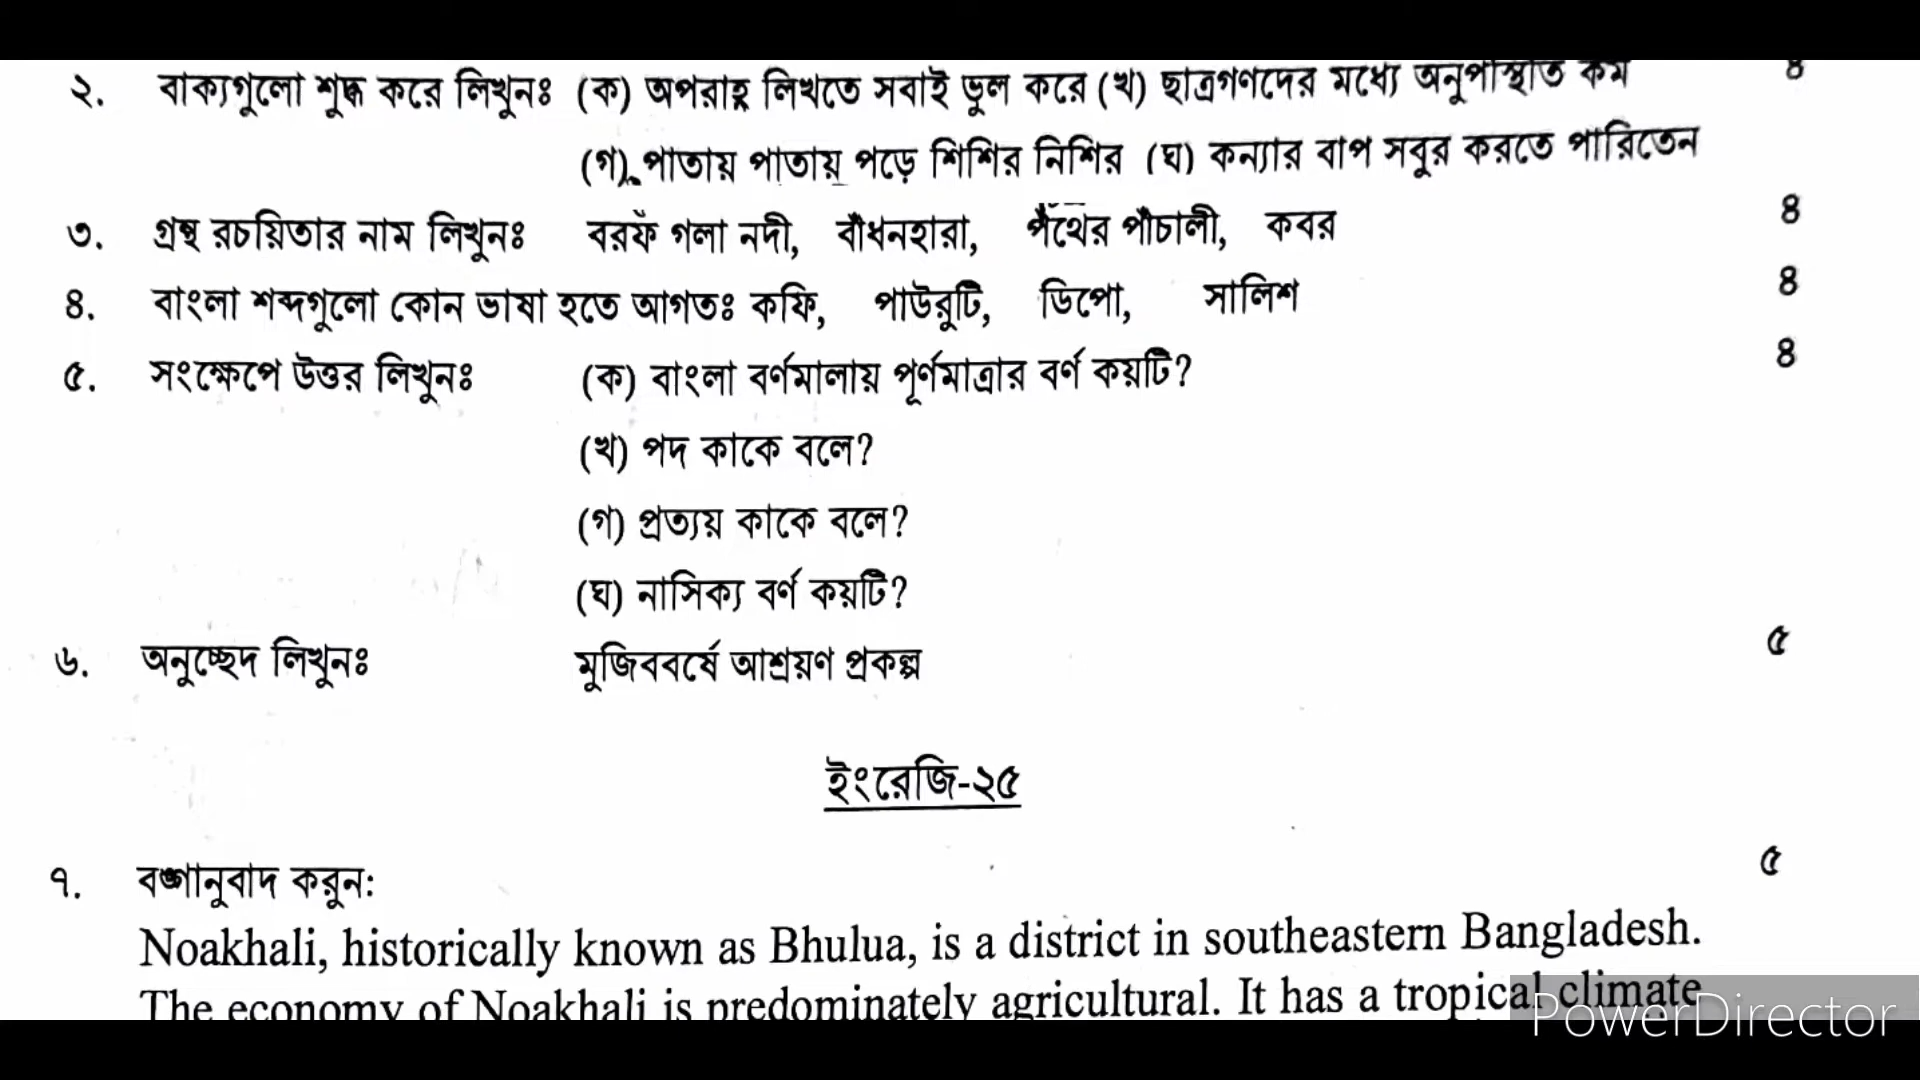 ২. বাক্যগুলো শুদ্ধ করে লিখুনঃ (ক) অপরাহ্ণ লিখতে সবাই ভুল করে (খ) ছাত্রগণদের মধ্যে অনুপস্থিতি কম ৪
(গ) পাতায় পাতায় পড়ে শিশির নিশির (ঘ) কন্যার বাপ সবুর করতে পারিতেন
৩. গ্রন্থ রচয়িতার নাম লিখুনঃ বরফ গলা নদী, বাঁধনহারা, পথের পাঁচালী, কবর ৪
৪. বাংলা শব্দগুলো কোন ভাষা হতে আগতঃ কফি, পাউরুটি, ডিপো, সালিশ ৪
৫. সংক্ষেপে উত্তর লিখুনঃ (ক) বাংলা বর্ণমালায় পূর্ণমাত্রার বর্ণ কয়টি? ৪
(খ) পদ কাকে বলে?
(গ) প্রত্যয় কাকে বলে?
(ঘ) নাসিক্য বর্ণ কয়টি?
৬. অনুচ্ছেদ লিখুনঃ মুজিববর্ষে আশ্রয়ণ প্রকল্প ৫
ইংরেজি-২৫
৭. বঙ্গানুবাদ করুন: ৫
Noakhali, historically known as Bhulua, is a district in southeastern Bangladesh.
The economy of Noakhali is predominately agricultural. It has a tropical climate
PowerDirector